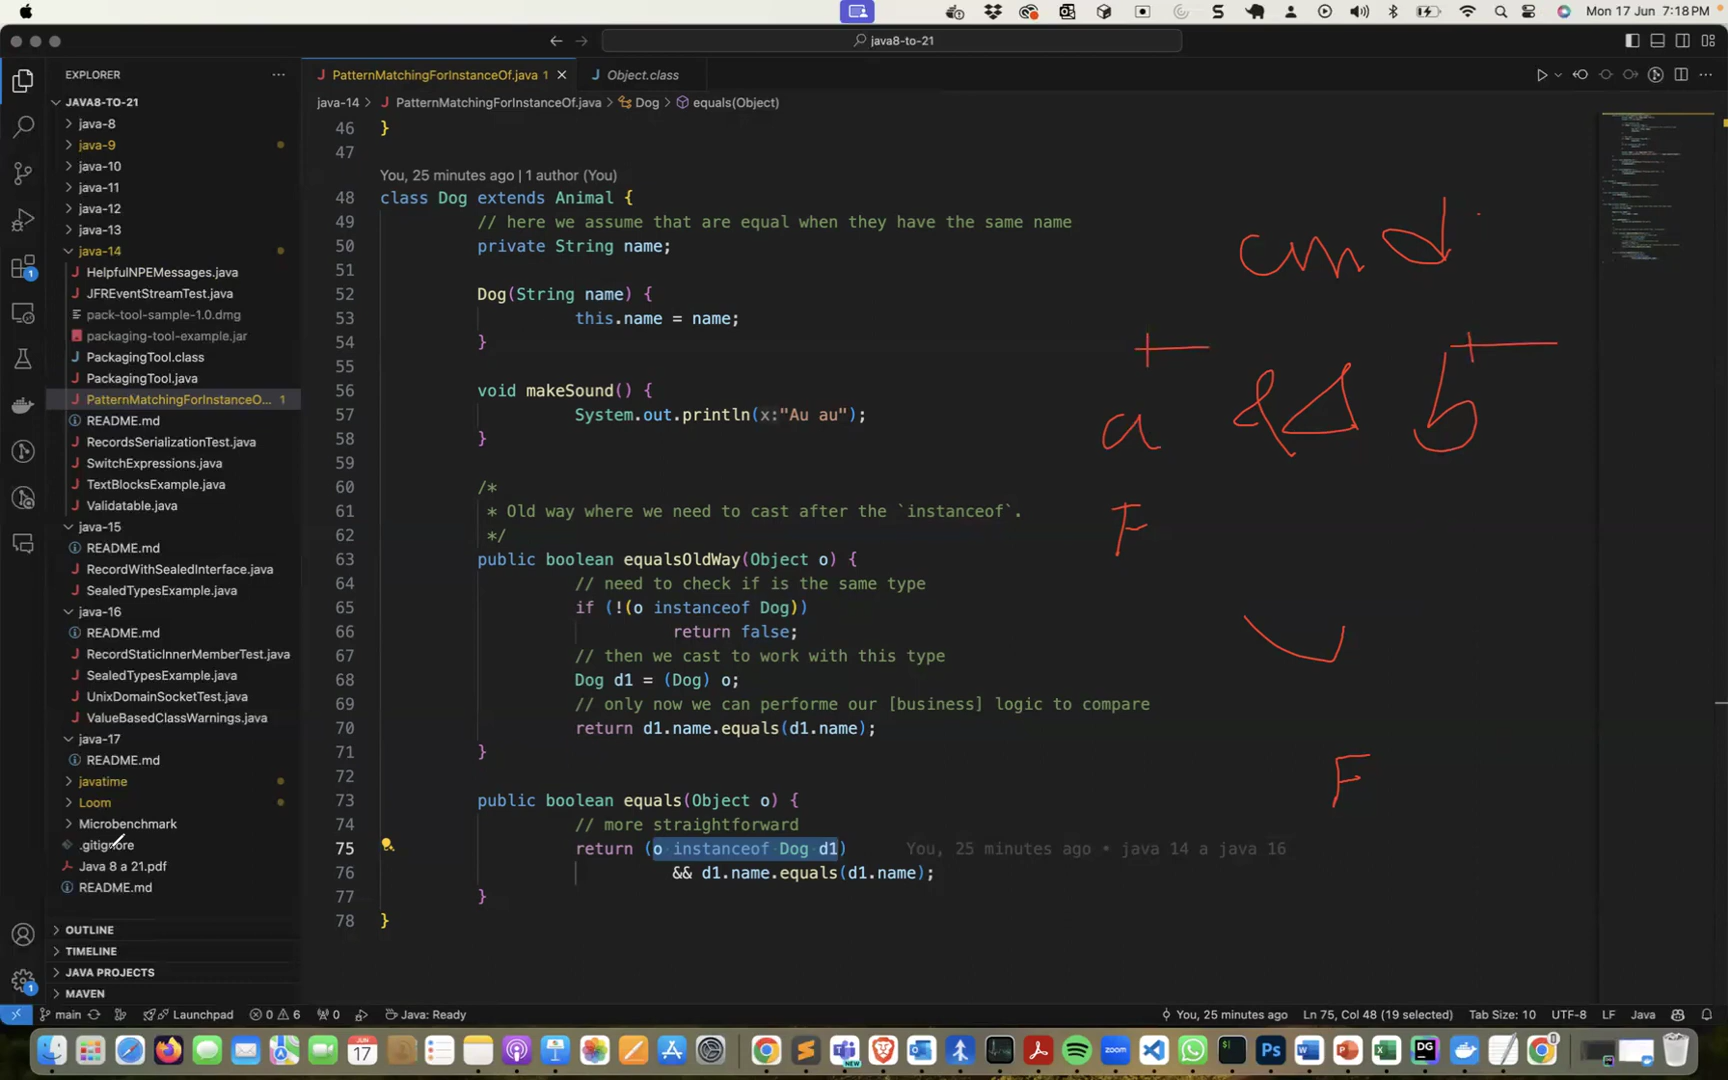 Mon 17 Jun 7:18 PM
java8-to-21
EXPLORER
PatternMatchingForInstanceOf.java 1
Object.class
JAVA8-TO-21
java-14 > PatternMatchingForInstanceOf.java > Dog > equals(Object)
java-8
java-9
java-10
java-11
java-12
java-13
java-14
HelpfulNPEMessages.java
JFREventStreamTest.java
pack-tool-sample-1.0.dmg
packaging-tool-example.jar
PackagingTool.class
PackagingTool.java
PatternMatchingForInstanceO... 1
README.md
RecordsSerializationTest.java
SwitchExpressions.java
TextBlocksExample.java
Validatable.java
java-15
README.md
RecordWithSealedInterface.java
SealedTypesExample.java
java-16
README.md
RecordStaticInnerMemberTest.java
SealedTypesExample.java
UnixDomainSocketTest.java
ValueBasedClassWarnings.java
java-17
README.md
javatime
Loom
Microbenchmark
.gitignore
Java 8 a 21.pdf
README.md
OUTLINE
TIMELINE
JAVA PROJECTS
MAVEN
46 }
47
You, 25 minutes ago | 1 author (You)
48 class Dog extends Animal {
49 // here we assume that are equal when they have the same name
50 private String name;
51
52 Dog(String name) {
53 this.name = name;
54 }
55
56 void makeSound() {
57 System.out.println(x:"Au au");
58 }
59
60 /*
61 * Old way where we need to cast after the `instanceof`.
62 */
63 public boolean equalsOldWay(Object o) {
64 // need to check if is the same type
65 if (!(o instanceof Dog))
66 return false;
67 // then we cast to work with this type
68 Dog d1 = (Dog) o;
69 // only now we can performe our [business] logic to compare
70 return d1.name.equals(d1.name);
71 }
72
73 public boolean equals(Object o) {
74 // more straightforward
75 return (o instanceof Dog d1) You, 25 minutes ago • java 14 a java 16
76 && d1.name.equals(d1.name);
77 }
78 }
cmd
a && b
F
F
main
Launchpad
0 6
0
Java: Ready
You, 25 minutes ago
Ln 75, Col 48 (19 selected)
Tab Size: 10
UTF-8
LF
Java
JUN
17
NEW
zoom
DG